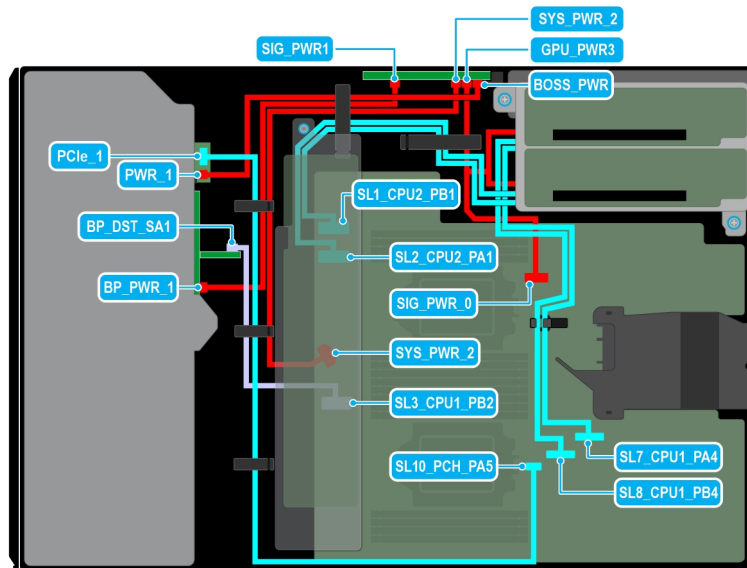 SYS_PWR_2
SIG_PWR1
GPU_PWR3
BOSS_PWR
PCIe_1
PWR_1
SL1_CPU2_PB1
BP_DST_SA1
SL2_CPU2_PA1
BP_PWR_1
SIG_PWR_0
SYS_PWR_2
SL3_CPU1_PB2
SL10_PCH_PA5
SL7_CPU1_PA4
SL8_CPU1_PB4